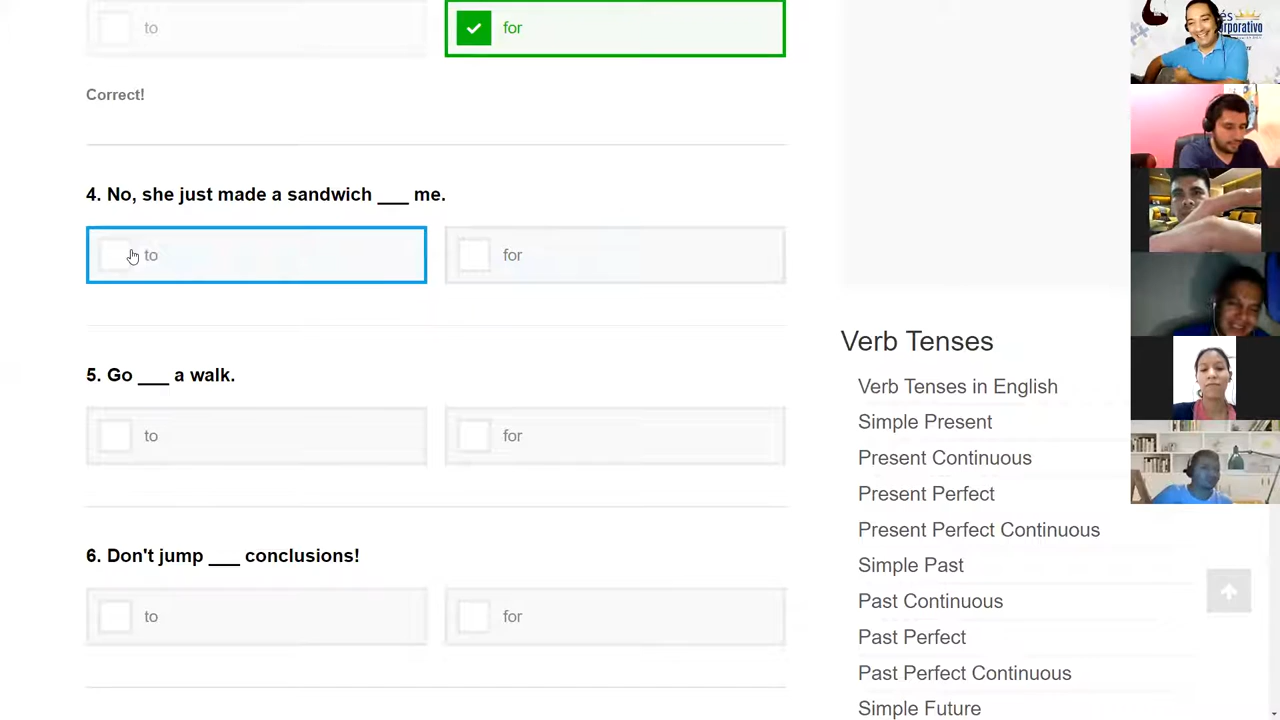 to
for
Correct!
4. No, she just made a sandwich ___ me.
to
for
5. Go ___ a walk.
to
for
6. Don't jump ___ conclusions!
to
for
Verb Tenses
Verb Tenses in English
Simple Present
Present Continuous
Present Perfect
Present Perfect Continuous
Simple Past
Past Continuous
Past Perfect
Past Perfect Continuous
Simple Future